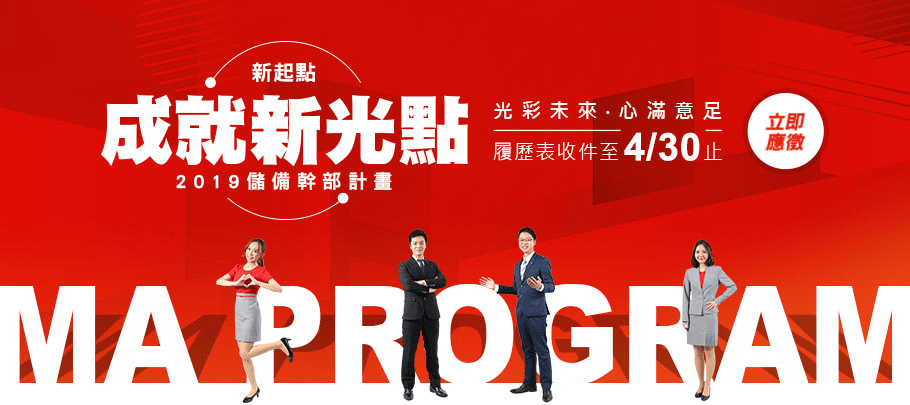 新起點
成就新光點
2019儲備幹部計畫
光彩未來·心滿意足
履歷表收件至4/30止
立即
應徵
MA PROGRAM